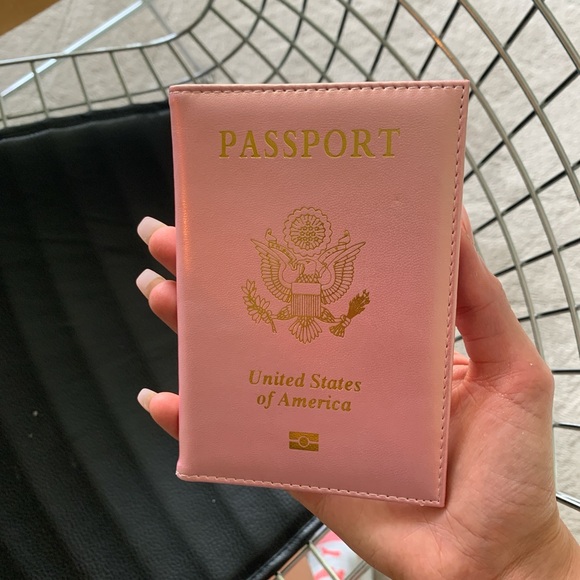 PASSPORT
United States
of America